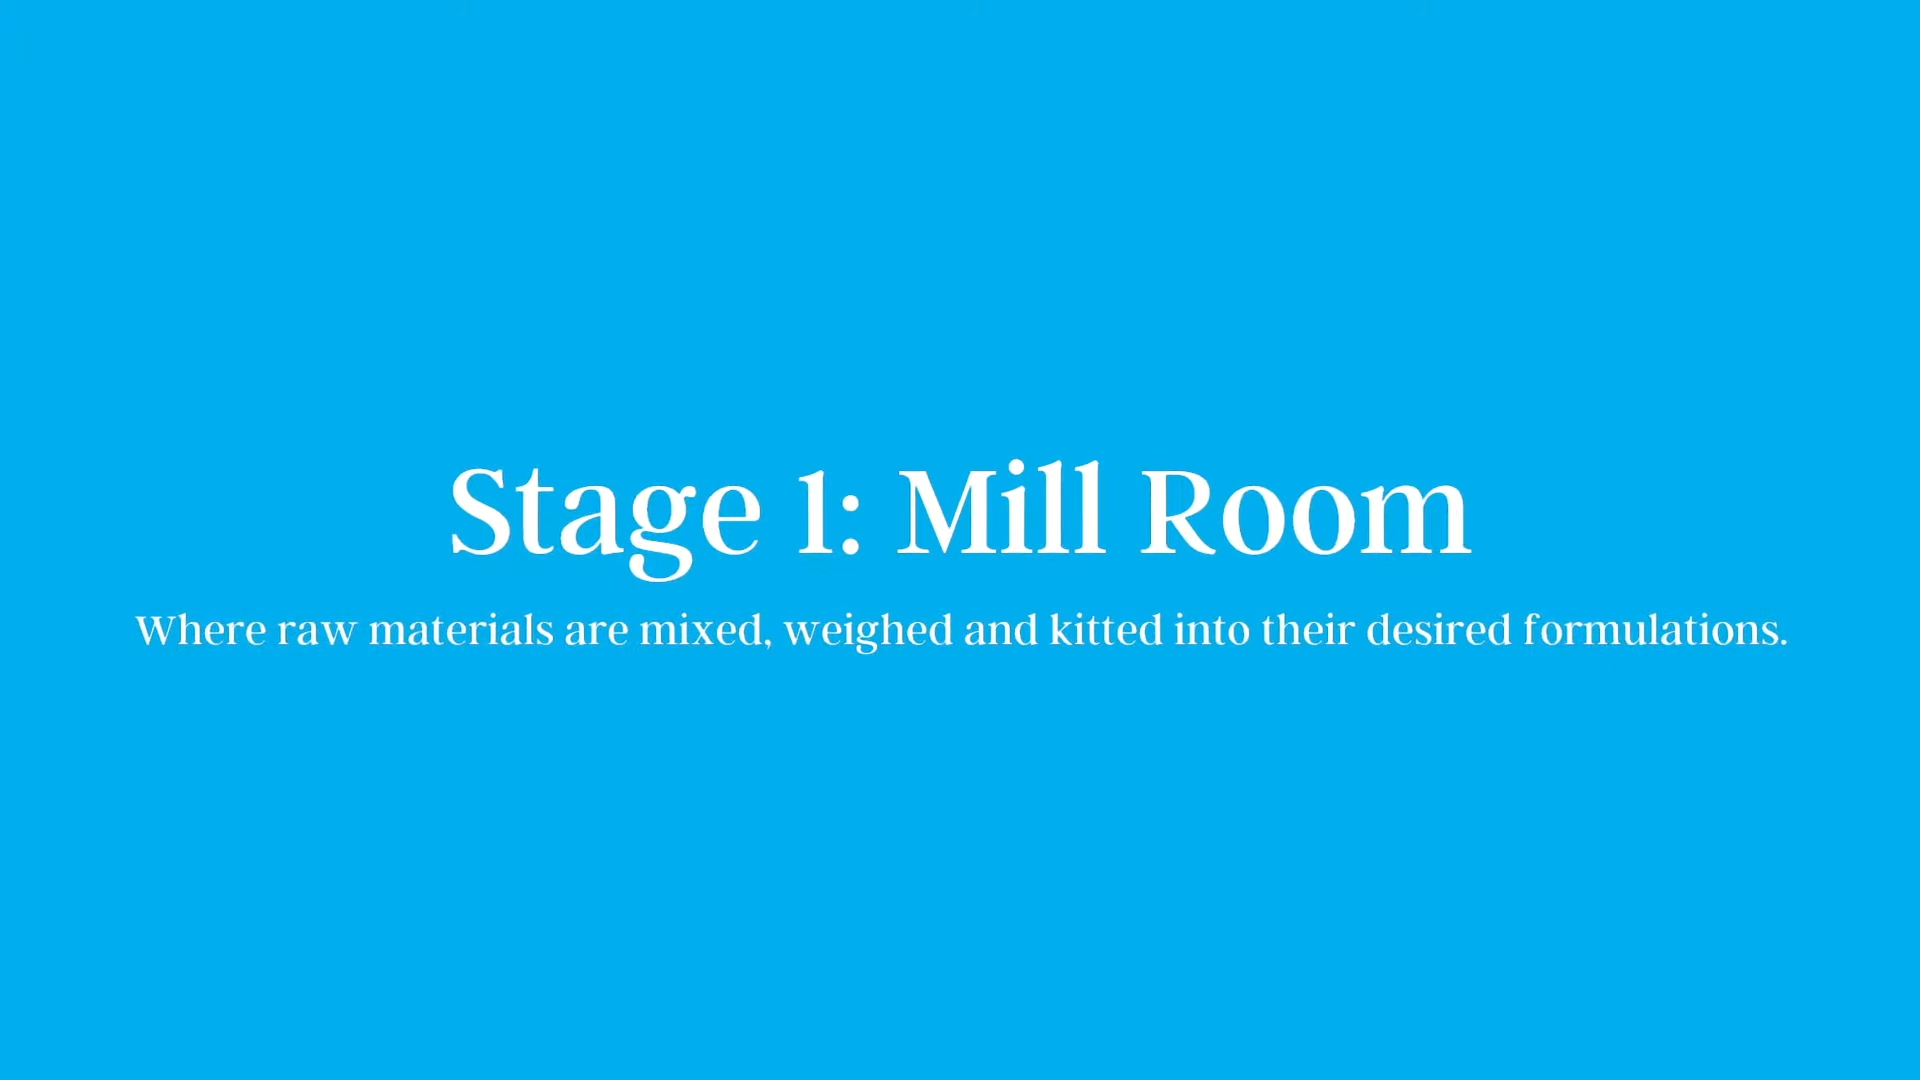 Stage 1: Mill Room
Where raw materials are mixed, weighed and kitted into their desired formulations.